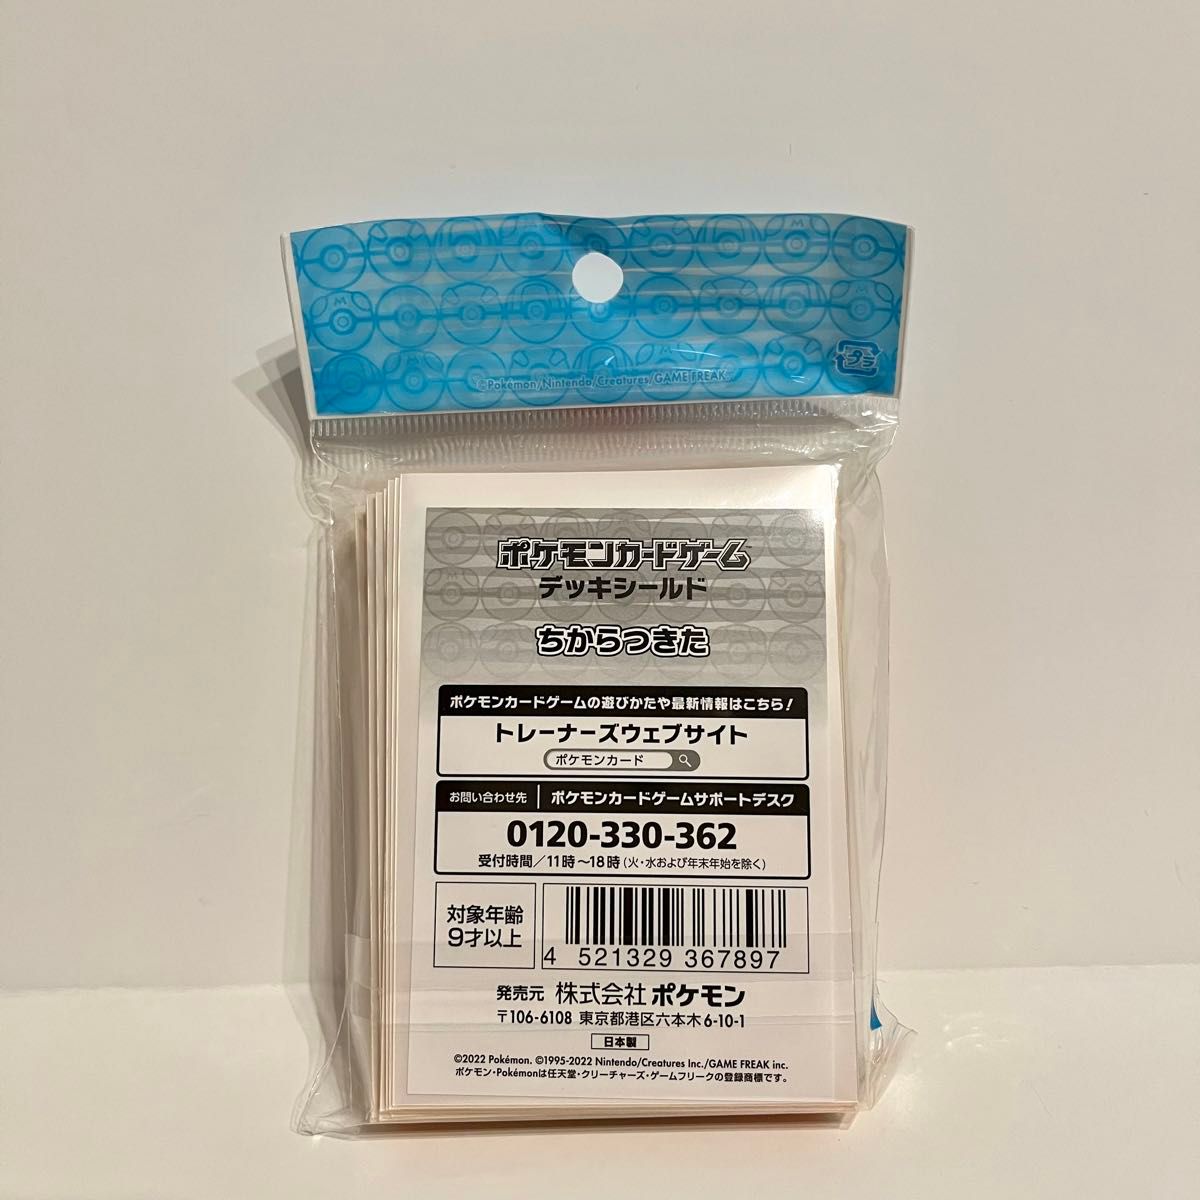 プラ
©Pokémon/Nintendo/Creatures/GAME FREAK
ポケモンカードゲーム
デッキシールド
ちからつきた
ポケモンカードゲームの遊びかたや最新情報はこちら!
トレーナーズウェブサイト
ポケモンカード
お問い合わせ先 ポケモンカードゲームサポートデスク
0120-330-362
受付時間/11時~18時(火・水および年末年始を除く)
対象年齢
9才以上
4 521329 367897
発売元 株式会社 ポケモン
〒106-6108 東京都港区六本木6-10-1
日本製
©2022 Pokémon. ©1995-2022 Nintendo/Creatures Inc./GAME FREAK inc.
ポケモン・Pokémonは任天堂・クリーチャーズ・ゲームフリークの登録商標です。